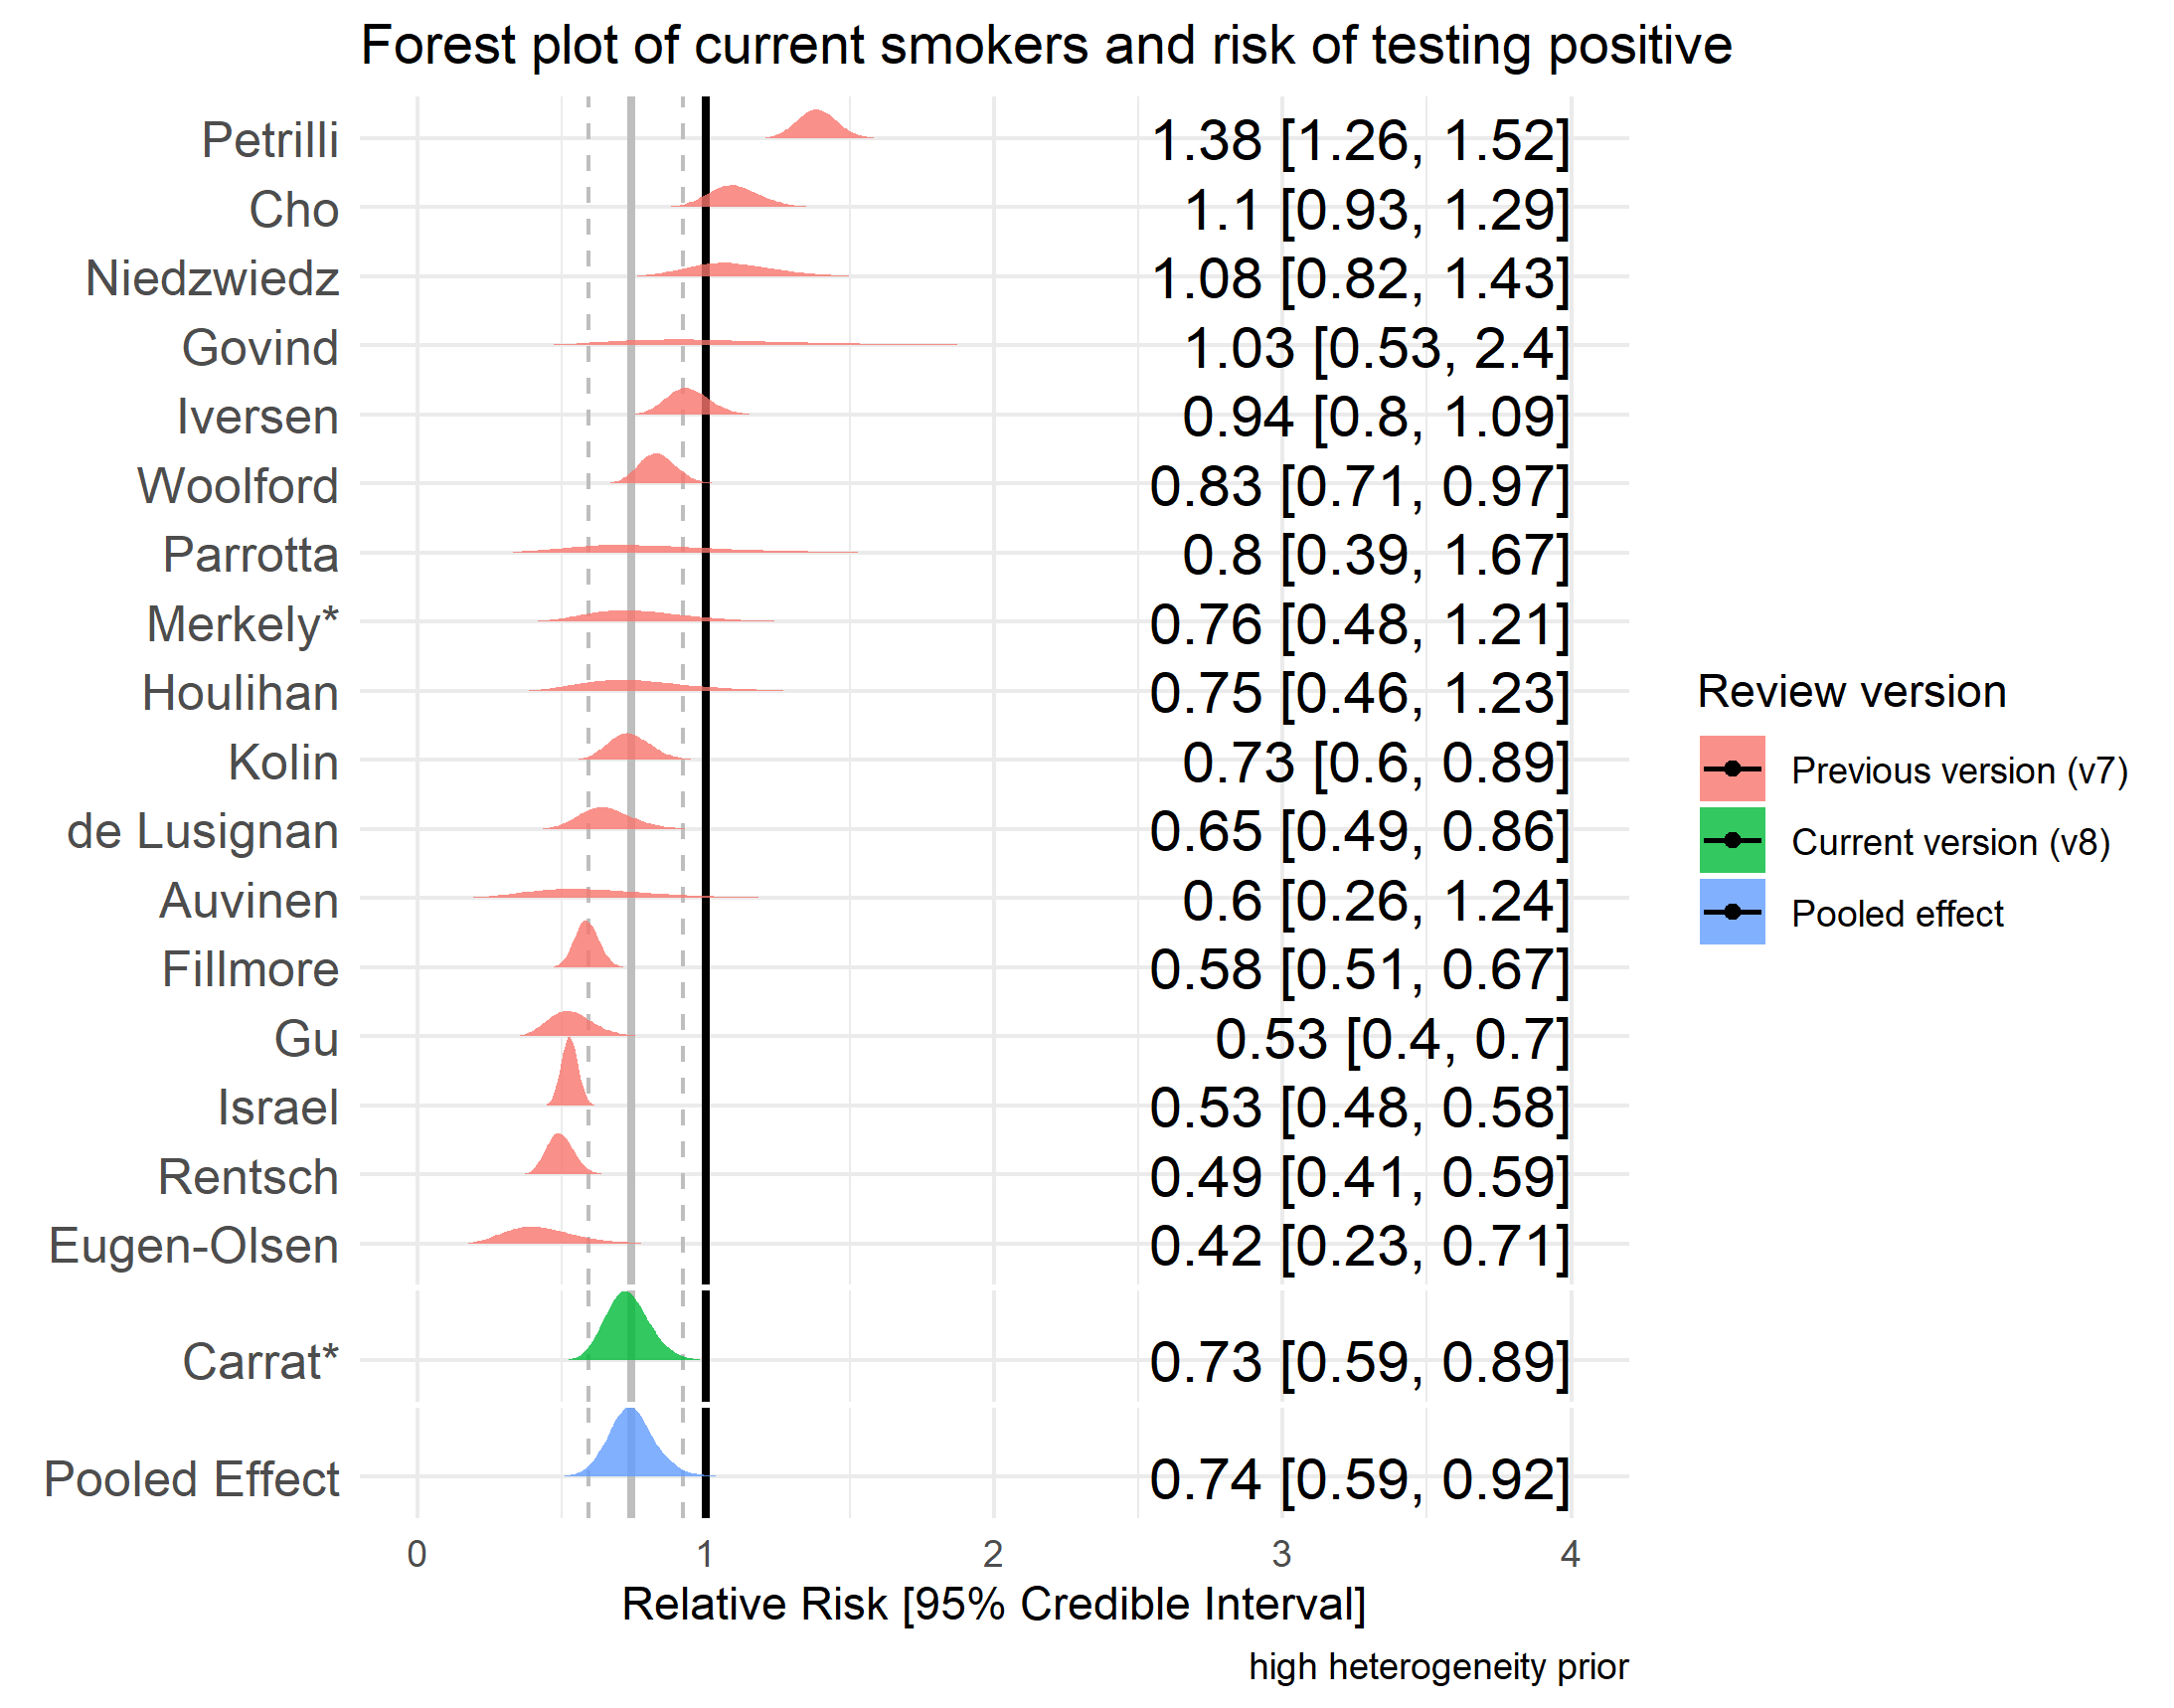 Forest plot of current smokers and risk of testing positive
Petrilli 1.38 [1.26, 1.52]
Cho 1.1 [0.93, 1.29]
Niedzwiedz 1.08 [0.82, 1.43]
Govind 1.03 [0.53, 2.4]
Iversen 0.94 [0.8, 1.09]
Woolford 0.83 [0.71, 0.97]
Parrotta 0.8 [0.39, 1.67]
Merkely* 0.76 [0.48, 1.21]
Houlihan 0.75 [0.46, 1.23]
Kolin 0.73 [0.6, 0.89]
de Lusignan 0.65 [0.49, 0.86]
Auvinen 0.6 [0.26, 1.24]
Fillmore 0.58 [0.51, 0.67]
Gu 0.53 [0.4, 0.7]
Israel 0.53 [0.48, 0.58]
Rentsch 0.49 [0.41, 0.59]
Eugen-Olsen 0.42 [0.23, 0.71]
Carrat* 0.73 [0.59, 0.89]
Pooled Effect 0.74 [0.59, 0.92]
0 1 2 3 4
Relative Risk [95% Credible Interval]
high heterogeneity prior
Review version
Previous version (v7)
Current version (v8)
Pooled effect